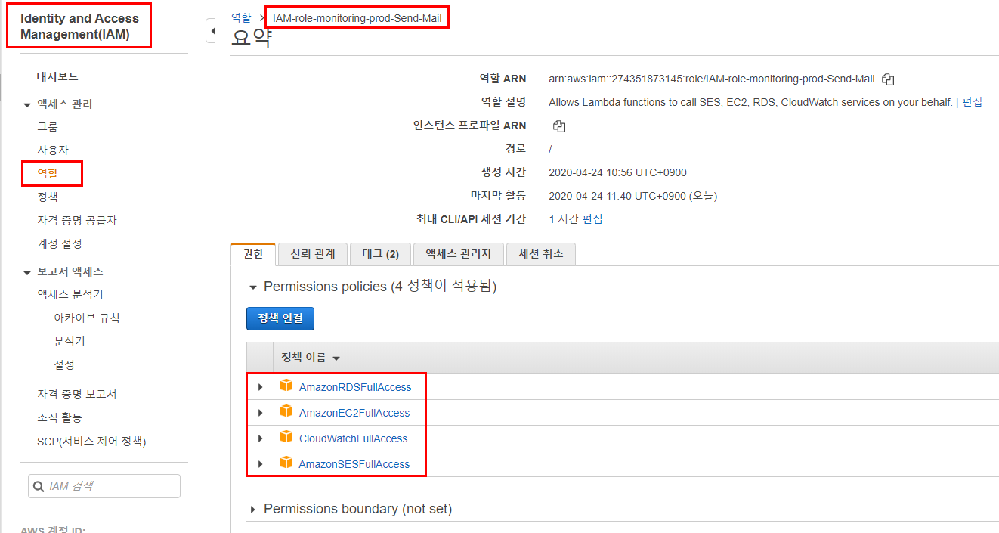 Identity and Access
Management(IAM)
대시보드
액세스 관리
그룹
사용자
역할
정책
자격 증명 공급자
계정 설정
보고서 액세스
액세스 분석기
아카이브 규칙
분석기
설정
자격 증명 보고서
조직 활동
SCP(서비스 제어 정책)
IAM 검색
AWS 계정 ID:
역할 > IAM-role-monitoring-prod-Send-Mail
요약
역할 ARN arn:aws:iam::274351873145:role/IAM-role-monitoring-prod-Send-Mail
역할 설명 Allows Lambda functions to call SES, EC2, RDS, CloudWatch services on your behalf. | 편집
인스턴스 프로파일 ARN
경로 /
생성 시간 2020-04-24 10:56 UTC+0900
마지막 활동 2020-04-24 11:40 UTC+0900 (오늘)
최대 CLI/API 세션 기간 1 시간 편집
권한 신뢰 관계 태그 (2) 액세스 관리자 세션 취소
Permissions policies (4 정책이 적용됨)
정책 연결
정책 이름
AmazonRDSFullAccess
AmazonEC2FullAccess
CloudWatchFullAccess
AmazonSESFullAccess
Permissions boundary (not set)